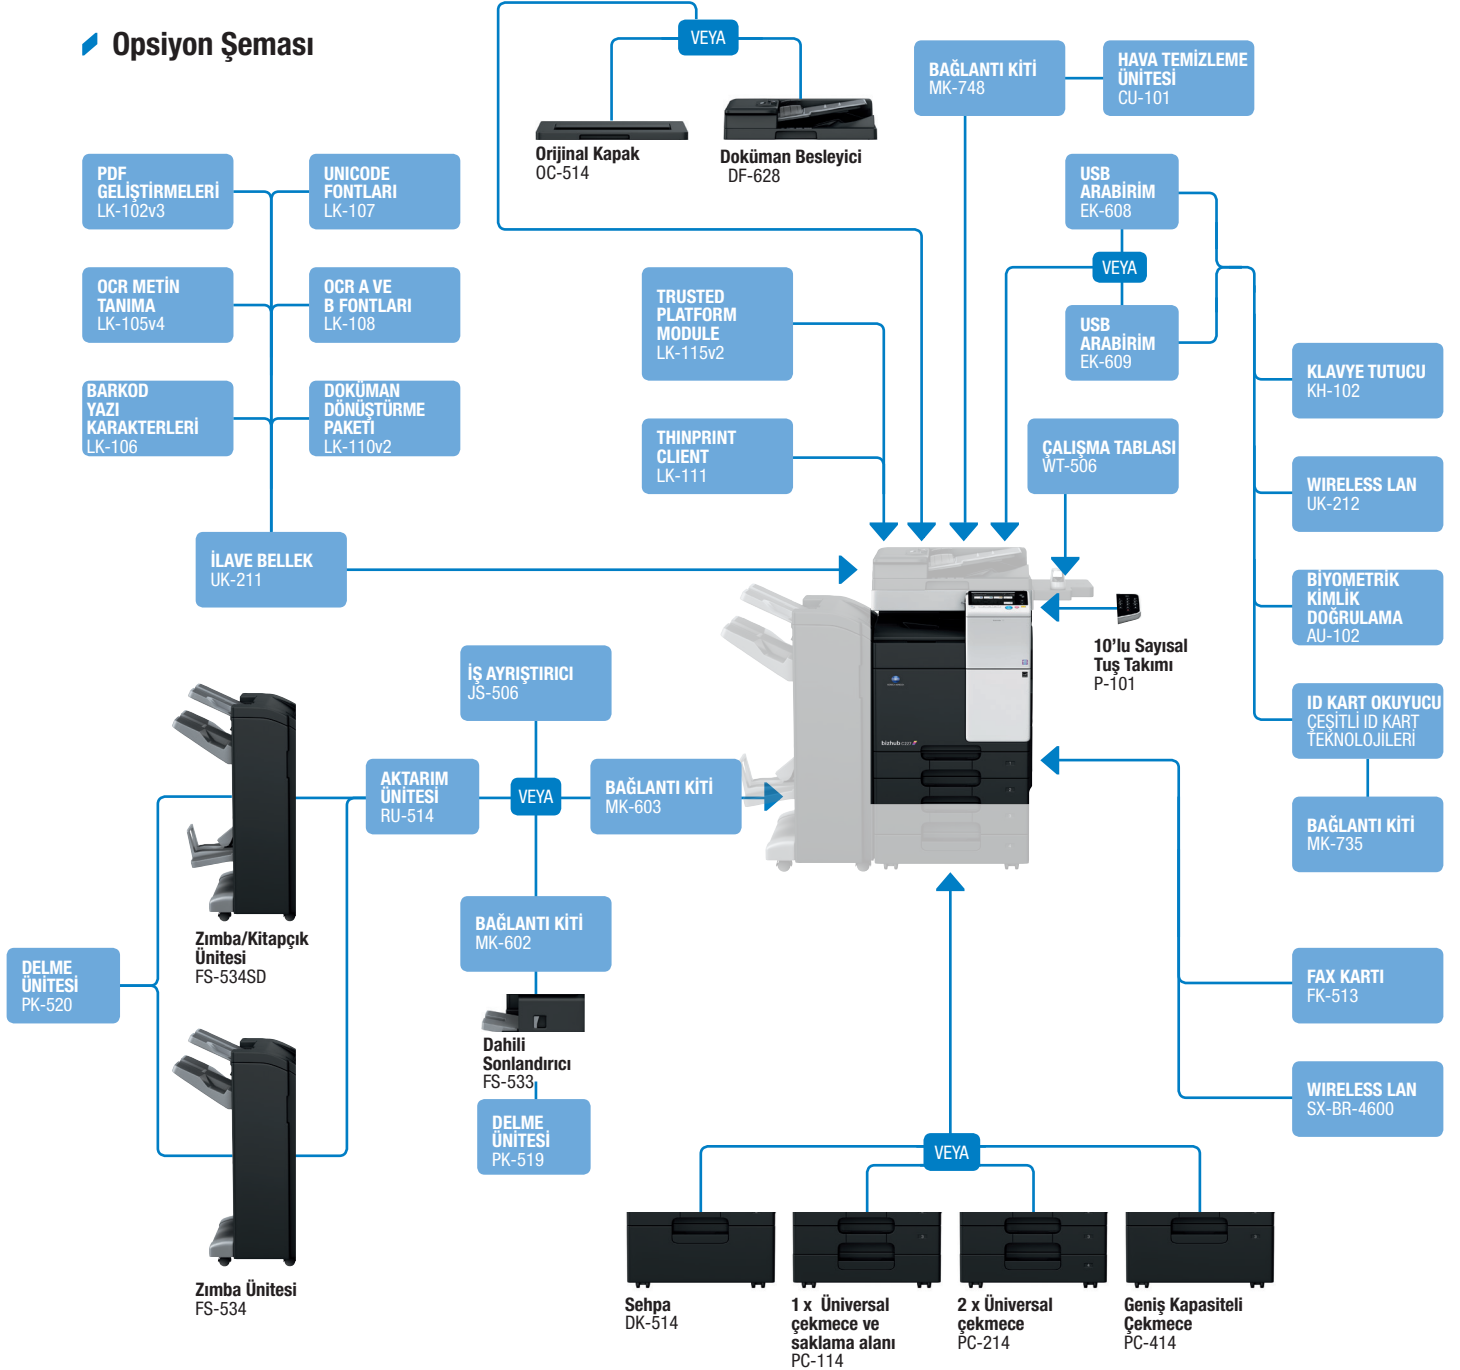 Opsiyon Şeması
VEYA
Orijinal Kapak
OC-514
Doküman Besleyici
DF-628
BAĞLANTI KİTİ
MK-748
HAVA TEMİZLEME
ÜNİTESİ
CU-101
PDF
GELİŞTİRMELERİ
LK-102v3
UNICODE
FONTLARI
LK-107
USB
ARABİRİM
EK-608
VEYA
USB
ARABİRİM
EK-609
OCR METİN
TANIMA
LK-105v4
OCR A VE
B FONTLARI
LK-108
TRUSTED
PLATFORM
MODULE
LK-115v2
BARKOD
YAZI
KARAKTERLERİ
LK-106
DOKÜMAN
DÖNÜŞTÜRME
PAKETİ
LK-110v2
THINPRINT
CLIENT
LK-111
KLAVYE TUTUCU
KH-102
ÇALIŞMA TABLASI
WT-506
WIRELESS LAN
UK-212
İLAVE BELLEK
UK-211
BİYOMETRİK
KİMLİK
DOĞRULAMA
AU-102
10’lu Sayısal
Tuş Takımı
P-101
İŞ AYRIŞTIRICI
JS-506
ID KART OKUYUCU
ÇEŞİTLİ ID KART
TEKNOLOJİLERİ
bizhub C227
AKTARIM
ÜNİTESİ
RU-514
VEYA
BAĞLANTI KİTİ
MK-603
BAĞLANTI KİTİ
MK-735
BAĞLANTI KİTİ
MK-602
Zımba/Kitapçık
Ünitesi
FS-534SD
DELME
ÜNİTESİ
PK-520
FAX KARTI
FK-513
Dahili
Sonlandırıcı
FS-533
WIRELESS LAN
SX-BR-4600
DELME
ÜNİTESİ
PK-519
VEYA
Zımba Ünitesi
FS-534
Sehpa
DK-514
1 x Üniversal
çekmece ve
saklama alanı
PC-114
2 x Üniversal
çekmece
PC-214
Geniş Kapasiteli
Çekmece
PC-414